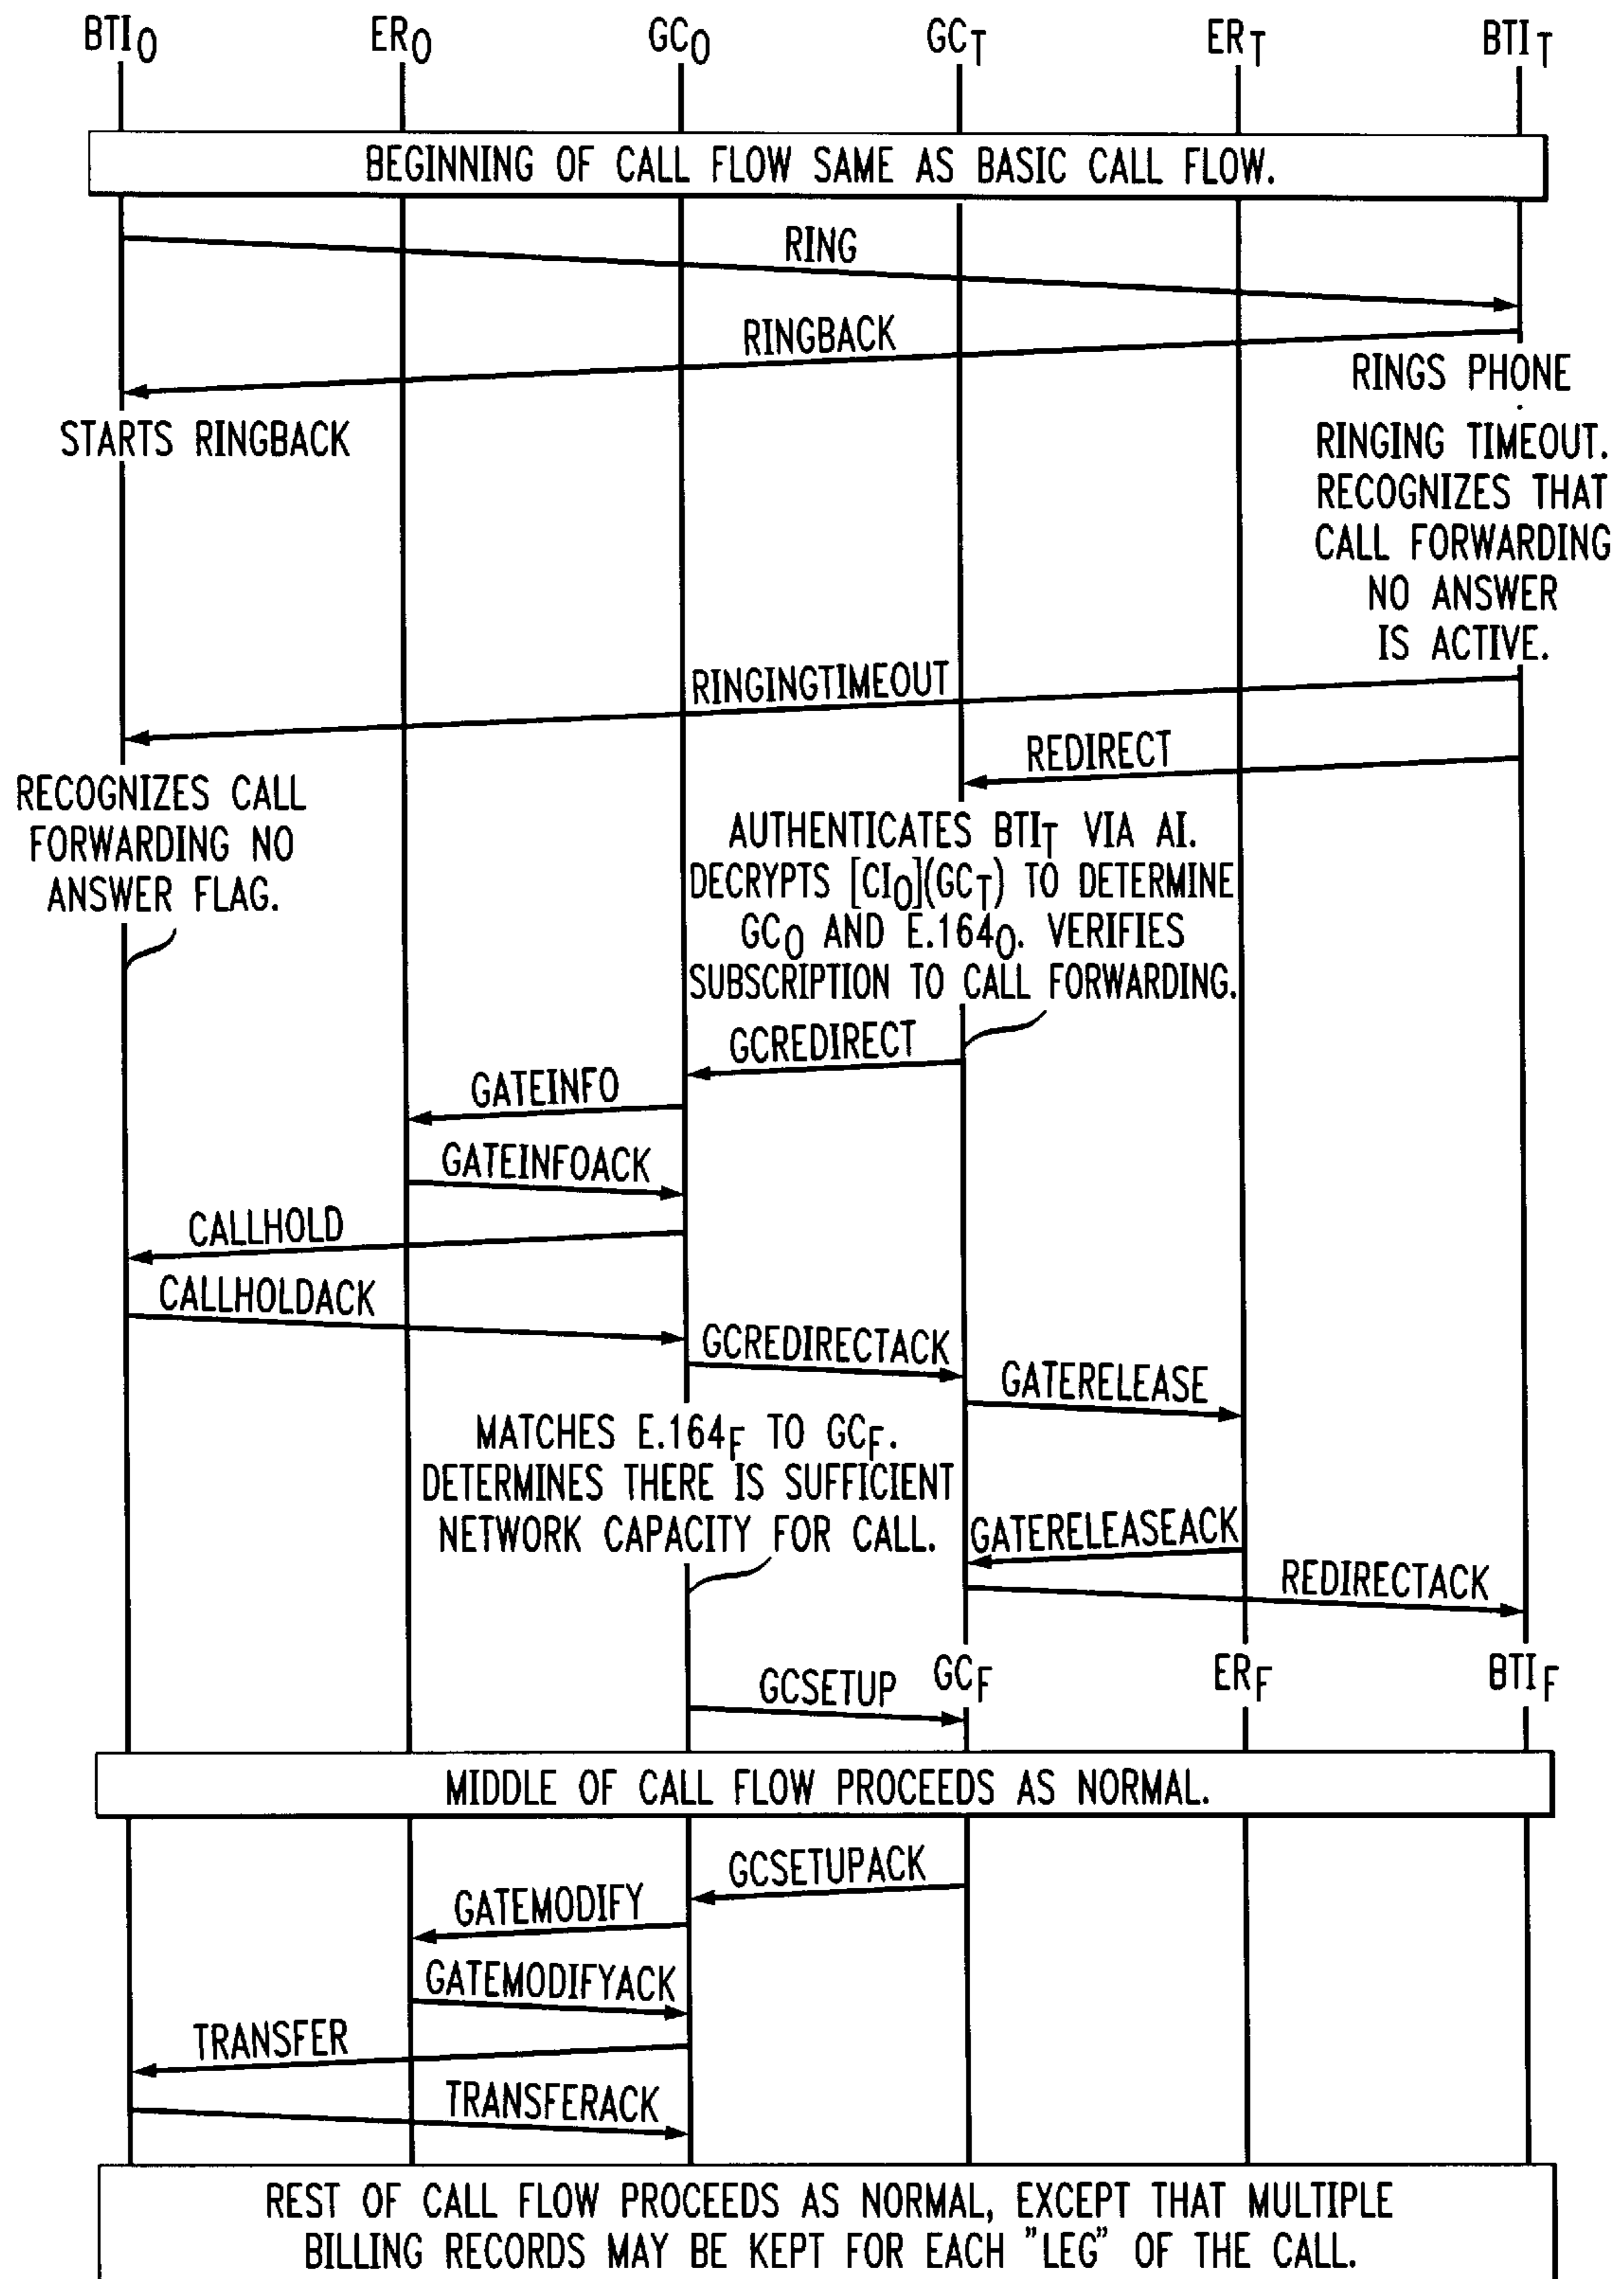 BTIO ERO GCO GCT ERT BTIT
BEGINNING OF CALL FLOW SAME AS BASIC CALL FLOW.
RING
RINGBACK
RINGS PHONE
STARTS RINGBACK
RINGING TIMEOUT.
RECOGNIZES THAT
CALL FORWARDING
NO ANSWER
IS ACTIVE.
RINGINGTIMEOUT
REDIRECT
RECOGNIZES CALL
FORWARDING NO
ANSWER FLAG.
AUTHENTICATES BTIT VIA AI.
DECRYPTS [CIO](GCT) TO DETERMINE
GCO AND E.164O. VERIFIES
SUBSCRIPTION TO CALL FORWARDING.
GCREDIRECT
GATEINFO
GATEINFOACK
CALLHOLD
CALLHOLDACK
GCREDIRECTACK
GATERELEASE
MATCHES E.164F TO GCF.
DETERMINES THERE IS SUFFICIENT
NETWORK CAPACITY FOR CALL.
GATERELEASEACK
REDIRECTACK
GCF ERF BTIF
GCSETUP
MIDDLE OF CALL FLOW PROCEEDS AS NORMAL.
GCSETUPACK
GATEMODIFY
GATEMODIFYACK
TRANSFER
TRANSFERACK
REST OF CALL FLOW PROCEEDS AS NORMAL, EXCEPT THAT MULTIPLE
BILLING RECORDS MAY BE KEPT FOR EACH "LEG" OF THE CALL.